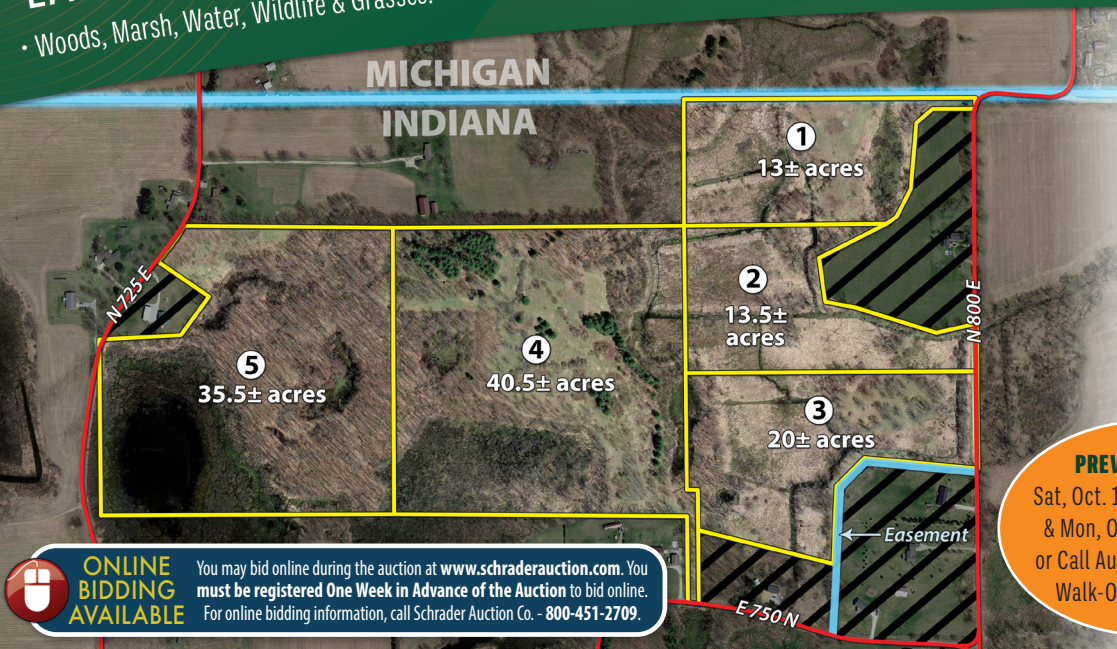 • Woods, Marsh, Water, Wildlife & Grasses.
MICHIGAN
INDIANA
1
13± acres
2
13.5±
acres
N 800 E
N 725 E
5
35.5± acres
4
40.5± acres
3
20± acres
Easement
E 750 N
PREV
Sat, Oct. 1
& Mon, O
or Call Au
Walk-O
ONLINE
BIDDING
AVAILABLE
You may bid online during the auction at www.schraderauction.com. You
must be registered One Week in Advance of the Auction to bid online.
For online bidding information, call Schrader Auction Co. - 800-451-2709.